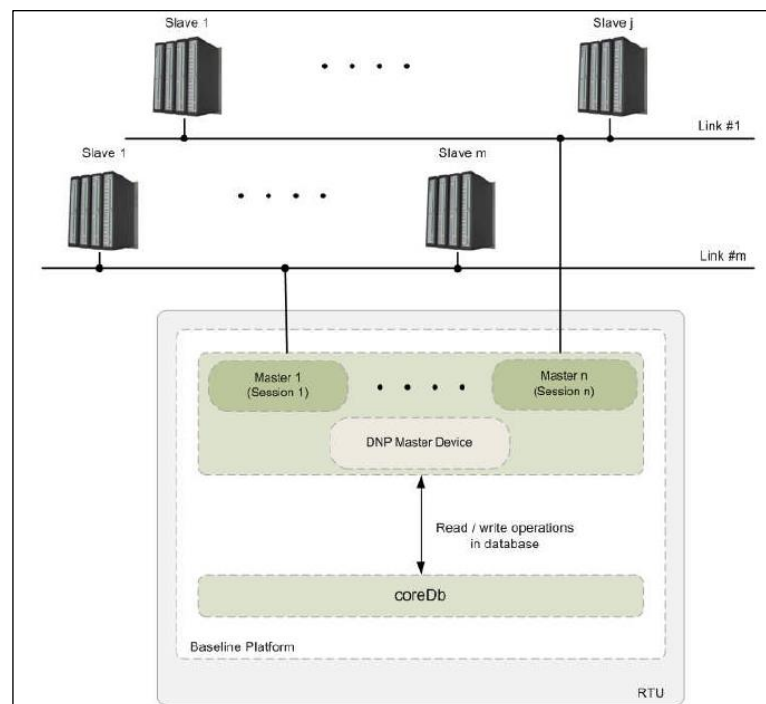 Slave 1
Slave j
Link #1
Slave 1
Slave m
Link #m
Master 1
(Session 1)
Master n
(Session n)
DNP Master Device
Read / write operations
in database
coreDb
Baseline Platform
RTU